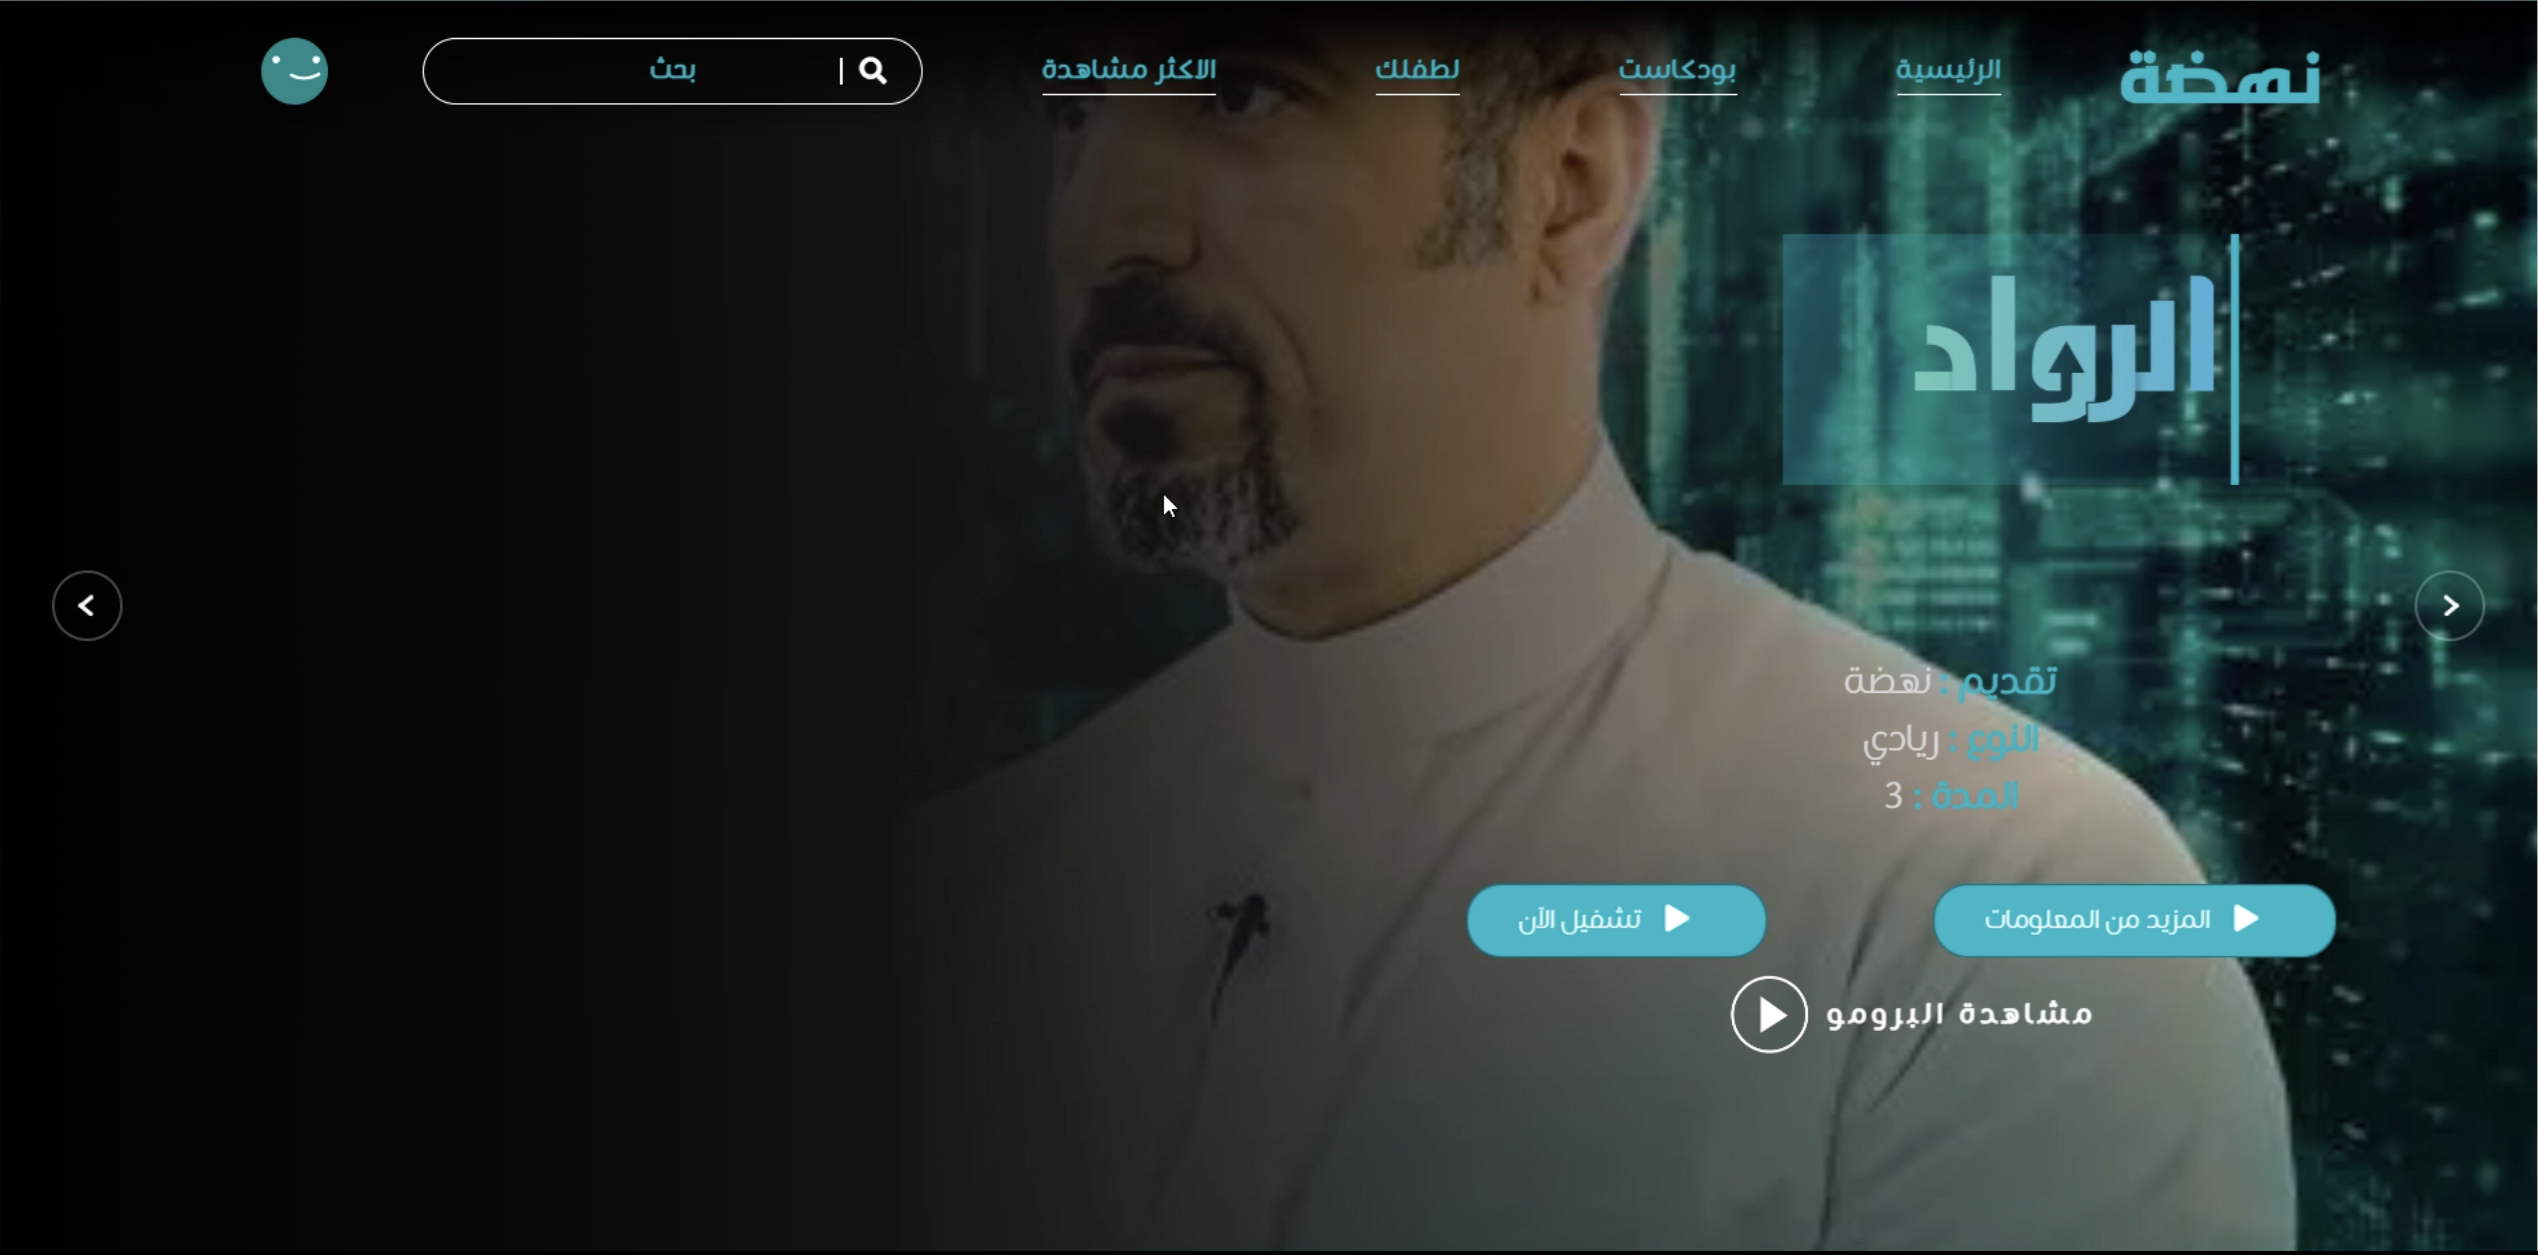 نهضة
الرئيسية
بودكاست
لطفلك
الاكثر مشاهدة
بحث
الرواد
تقديم : نهضة
النوع : ريادي
المدة : 3
المزيد من المعلومات
تشغيل الآن
مشاهدة البرومو